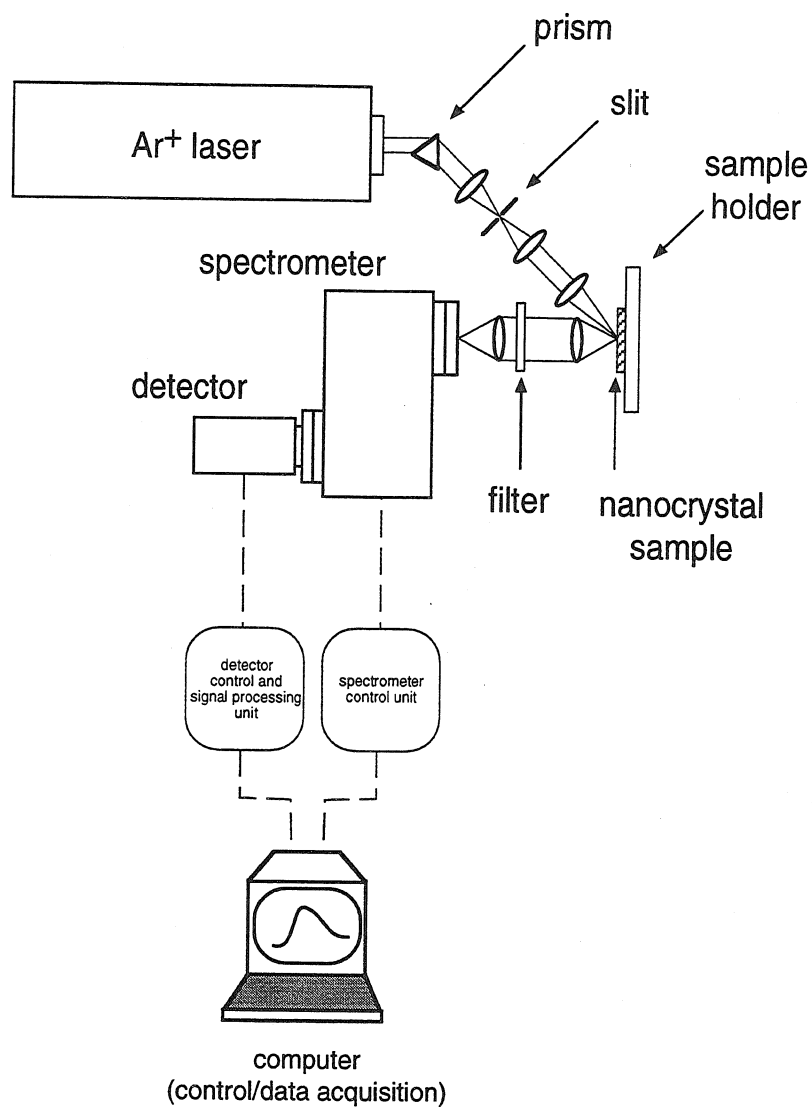 prism
Ar+ laser
slit
sample
holder
spectrometer
detector
filter
nanocrystal
sample
detector
control and
signal processing
unit
spectrometer
control unit
computer
(control/data acquisition)